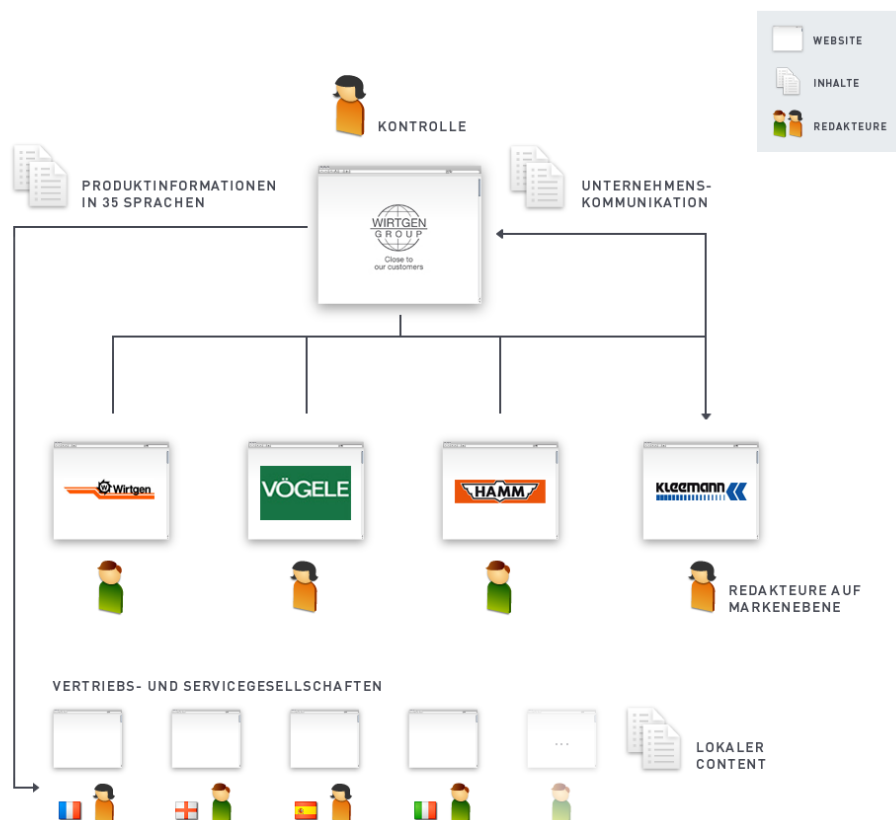 WEBSITE
INHALTE
REDAKTEURE
KONTROLLE
PRODUKTINFORMATIONEN
IN 35 SPRACHEN
UNTERNEHMENS-
KOMMUNIKATION
WIRTGEN
GROUP
Close to
our customers
Wirtgen
VÖGELE
HAMM
KLEEMANN
REDAKTEURE AUF
MARKENEBENE
VERTRIEBS- UND SERVICEGESELLSCHAFTEN
...
LOKALER
CONTENT